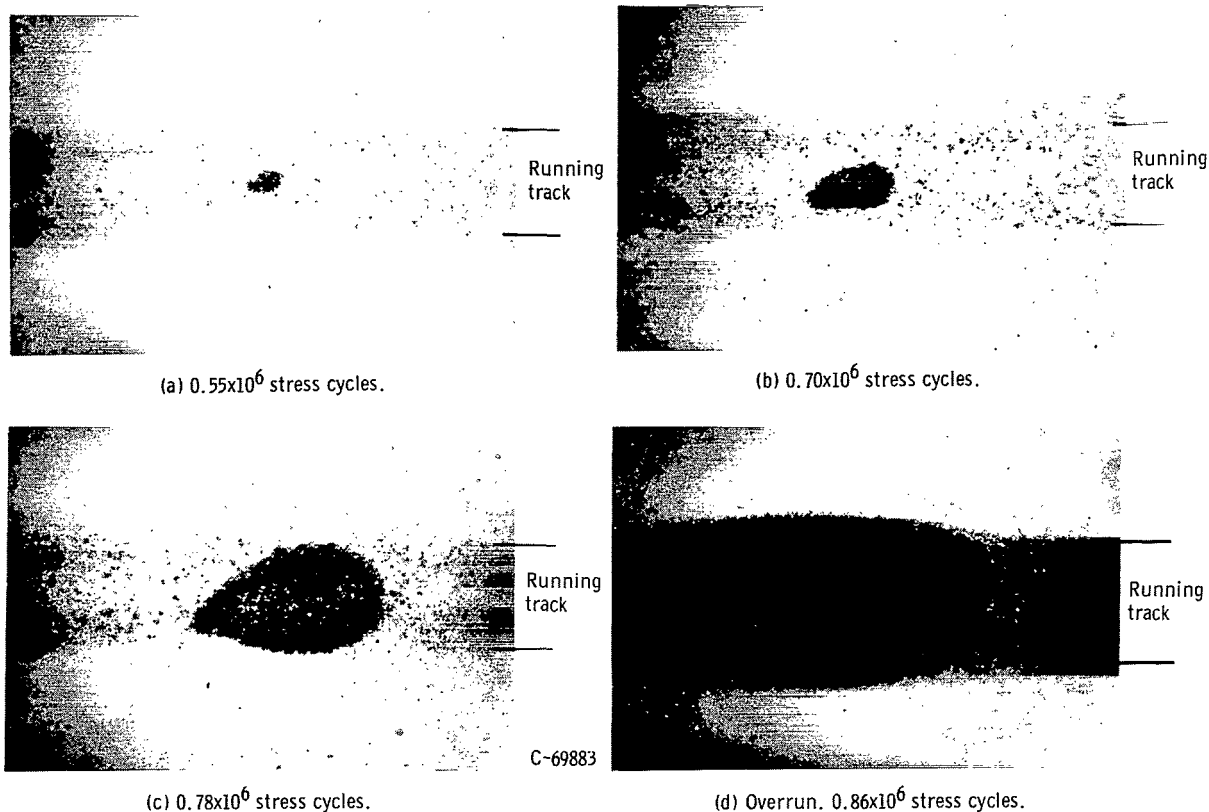 Running
track
Running
track
(a) 0.55x10⁶ stress cycles.
(b) 0.70x10⁶ stress cycles.
Running
track
Running
track
C-69883
(c) 0.78x10⁶ stress cycles.
(d) Overrun. 0.86x10⁶ stress cycles.